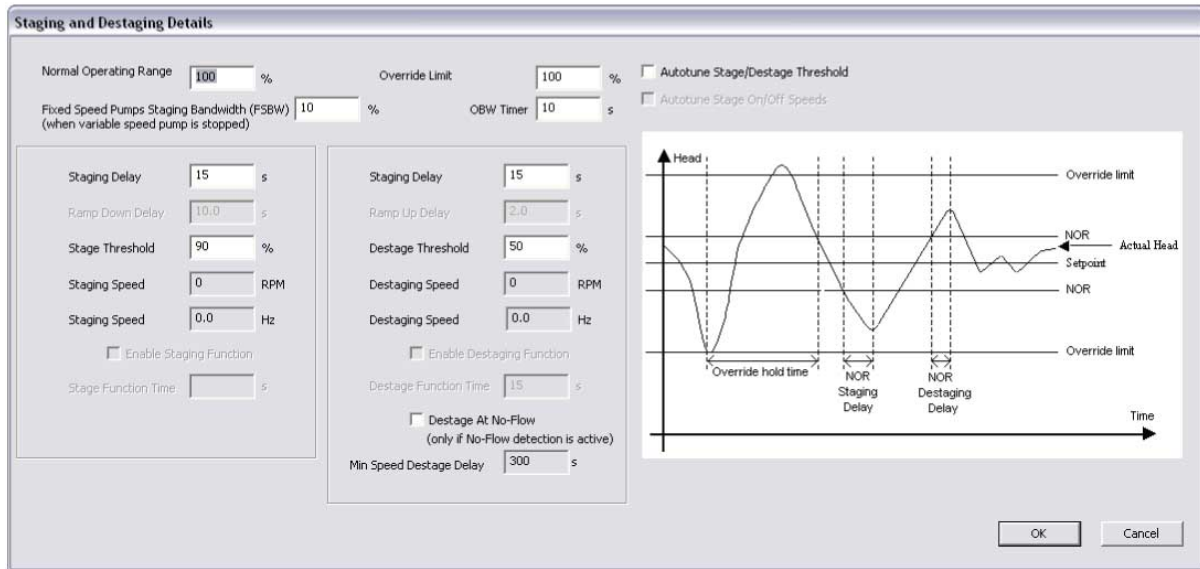 Staging and Destaging Details
Normal Operating Range 100 %
Override Limit 100 %
Autotune Stage/Destage Threshold
Fixed Speed Pumps Staging Bandwidth (FSBW) 10 %
(when variable speed pump is stopped)
OBW Timer 10 s
Autotune Stage On/Off Speeds
Staging Delay 15 s
Ramp Down Delay 10.0 s
Stage Threshold 90 %
Staging Speed 0 RPM
Staging Speed 0.0 Hz
Enable Staging Function
Stage Function Time s
Staging Delay 15 s
Ramp Up Delay 2.0 s
Destage Threshold 50 %
Destaging Speed 0 RPM
Destaging Speed 0.0 Hz
Enable Destaging Function
Destage Function Time 15 s
Destage At No-Flow
(only if No-Flow detection is active)
Min Speed Destage Delay 300 s
Head
Override limit
NOR
Actual Head
Setpoint
NOR
Override limit
Override hold time
NOR
Staging
Delay
NOR
Destaging
Delay
Time
OK
Cancel